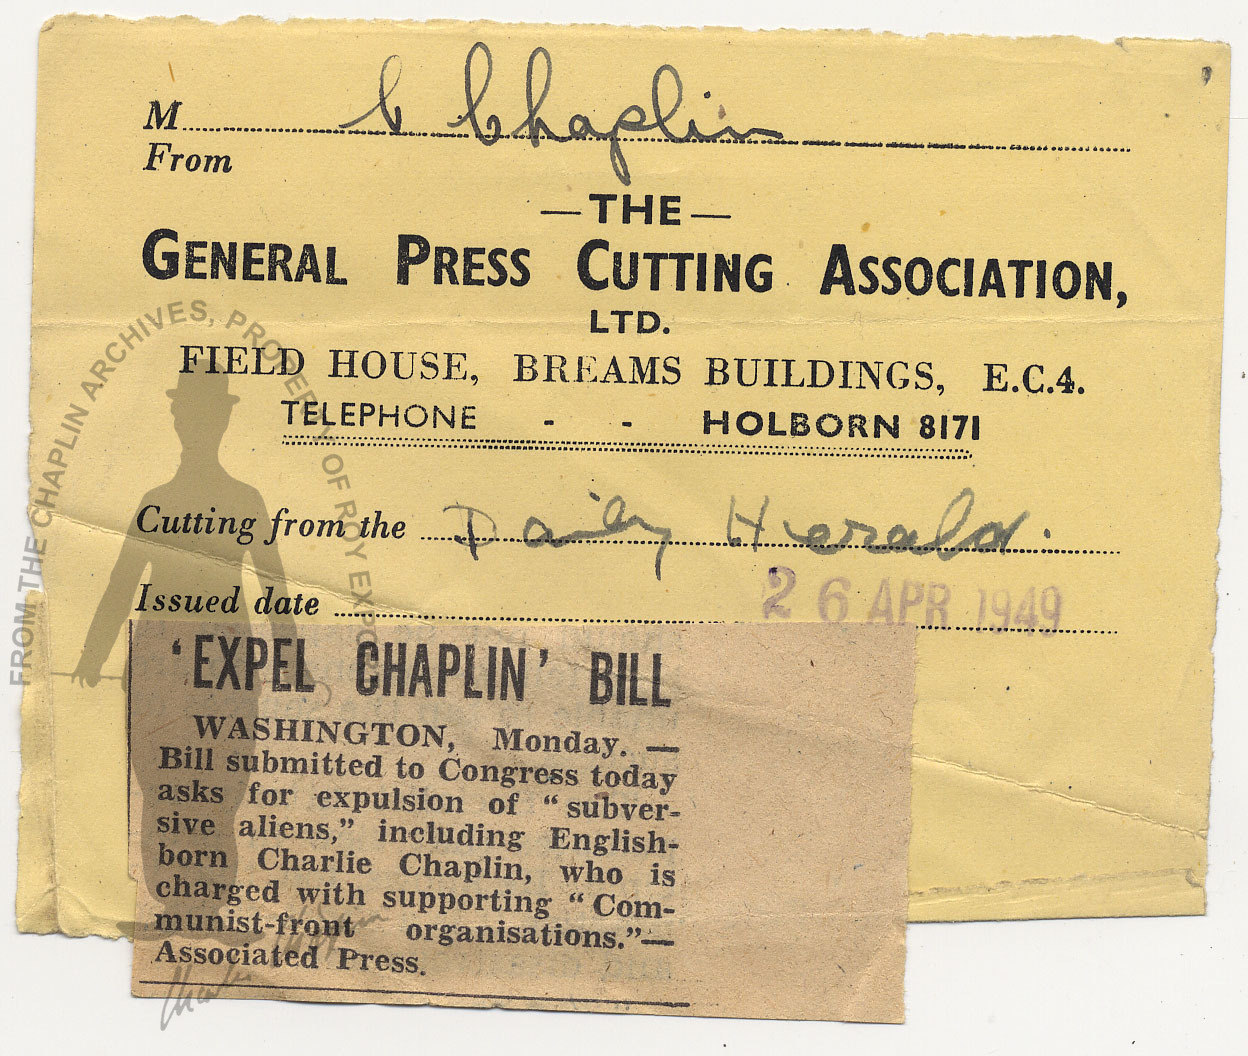 M C Chaplin
From
— THE —
GENERAL PRESS CUTTING ASSOCIATION,
LTD.
FIELD HOUSE, BREAMS BUILDINGS, E.C.4.
TELEPHONE - - HOLBORN 8171
Cutting from the Daily Herald.
Issued date 26 APR 1949
'EXPEL CHAPLIN' BILL
WASHINGTON, Monday. —
Bill submitted to Congress today
asks for expulsion of "subver-
sive aliens," including English-
born Charlie Chaplin, who is
charged with supporting "Com-
munist-front organisations."—
Associated Press.
FROM THE CHAPLIN ARCHIVES, PROPERTY OF ROY EXPORT
Charlie Chaplin